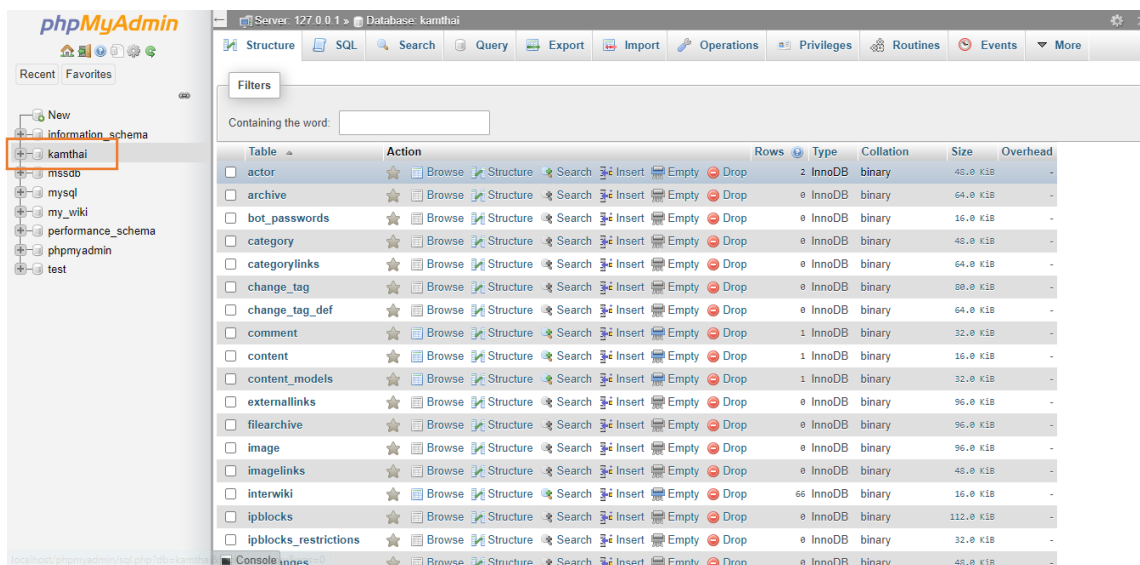 phpMyAdmin
Recent Favorites
New
information_schema
kamthai
mssdb
mysql
my_wiki
performance_schema
phpmyadmin
test
Server: 127.0.0.1 » Database: kamthai
Structure SQL Search Query Export Import Operations Privileges Routines Events More
Filters
Containing the word:
Table Action Rows Type Collation Size Overhead
actor Browse Structure Search Insert Empty Drop 2 InnoDB binary 48.0 KiB -
archive Browse Structure Search Insert Empty Drop 0 InnoDB binary 64.0 KiB -
bot_passwords Browse Structure Search Insert Empty Drop 0 InnoDB binary 16.0 KiB -
category Browse Structure Search Insert Empty Drop 0 InnoDB binary 48.0 KiB -
categorylinks Browse Structure Search Insert Empty Drop 0 InnoDB binary 64.0 KiB -
change_tag Browse Structure Search Insert Empty Drop 0 InnoDB binary 80.0 KiB -
change_tag_def Browse Structure Search Insert Empty Drop 0 InnoDB binary 64.0 KiB -
comment Browse Structure Search Insert Empty Drop 1 InnoDB binary 32.0 KiB -
content Browse Structure Search Insert Empty Drop 1 InnoDB binary 16.0 KiB -
content_models Browse Structure Search Insert Empty Drop 1 InnoDB binary 32.0 KiB -
externallinks Browse Structure Search Insert Empty Drop 0 InnoDB binary 96.0 KiB -
filearchive Browse Structure Search Insert Empty Drop 0 InnoDB binary 96.0 KiB -
image Browse Structure Search Insert Empty Drop 0 InnoDB binary 96.0 KiB -
imagelinks Browse Structure Search Insert Empty Drop 0 InnoDB binary 48.0 KiB -
interwiki Browse Structure Search Insert Empty Drop 66 InnoDB binary 16.0 KiB -
ipblocks Browse Structure Search Insert Empty Drop 0 InnoDB binary 112.0 KiB -
ipblocks_restrictions Browse Structure Search Insert Empty Drop 0 InnoDB binary 32.0 KiB -
Browse Structure Search Insert Empty Drop 0 InnoDB binary 48.0 KiB -
Console